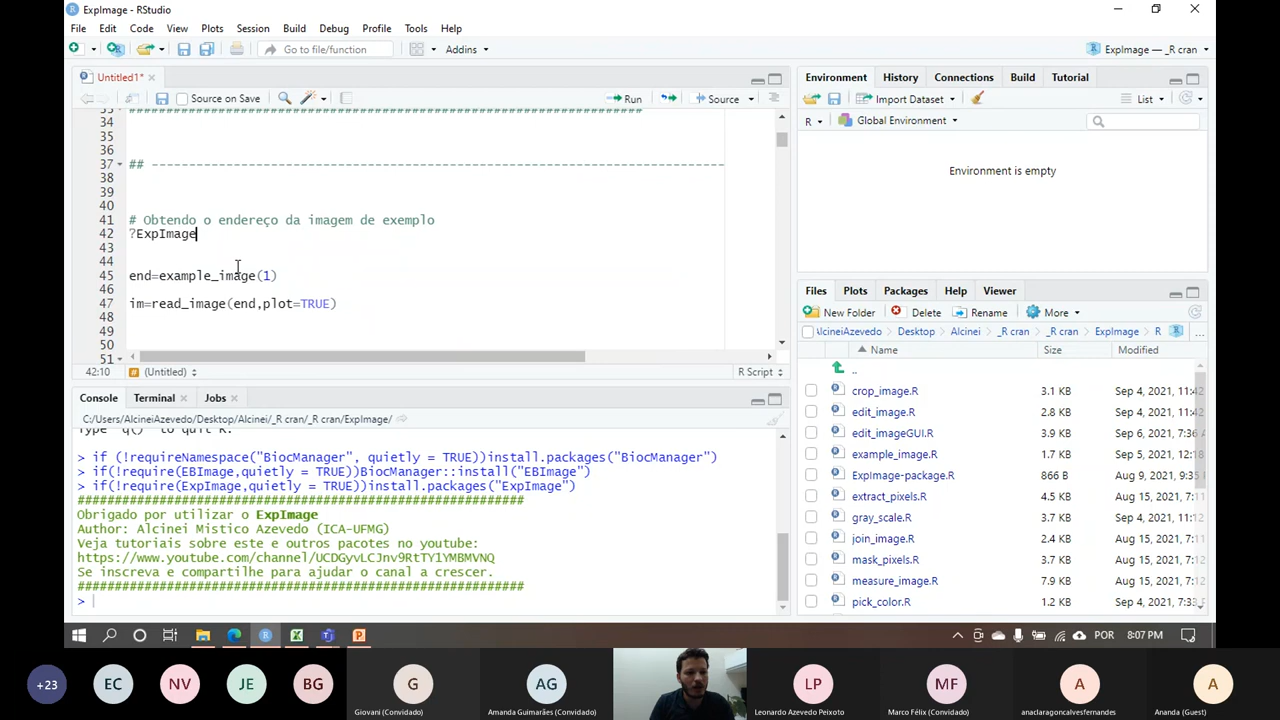 ExpImage - RStudio
File Edit Code View Plots Session Build Debug Profile Tools Help
Go to file/function Addins ExpImage — _R cran
Untitled1* Environment History Connections Build Tutorial
Source on Save Run Source Import Dataset List
R Global Environment
34 ####################################################################
35
36
37 ## ----------------------------------------------------------------------------
38
39
40
41 # Obtendo o endereço da imagem de exemplo
42 ?ExpImage
43
44
45 end=example_image(1)
46
47 im=read_image(end,plot=TRUE)
48
49
50
51
42:10 (Untitled) R Script
Environment is empty
Files Plots Packages Help Viewer
New Folder Delete Rename More
AlcineiAzevedo Desktop Alcinei _R cran _R cran ExpImage R ...
Name Size Modified
..
crop_image.R 3.1 KB Sep 4, 2021, 11:42
edit_image.R 2.8 KB Sep 4, 2021, 11:42
edit_imageGUI.R 3.9 KB Sep 6, 2021, 7:36
example_image.R 1.7 KB Sep 5, 2021, 12:18
ExpImage-package.R 866 B Aug 9, 2021, 9:35
extract_pixels.R 4.5 KB Aug 15, 2021, 7:1
gray_scale.R 3.7 KB Sep 4, 2021, 11:42
join_image.R 2.4 KB Aug 15, 2021, 7:1
mask_pixels.R 3.7 KB Aug 15, 2021, 7:1
measure_image.R 7.9 KB Aug 15, 2021, 7:1
pick_color.R 1.2 KB Sep 4, 2021, 7:33
Console Terminal Jobs
C:/Users/AlcineiAzevedo/Desktop/Alcinei/_R cran/_R cran/ExpImage/
Type 'q()' to quit R.
> if (!requireNamespace("BiocManager", quietly = TRUE))install.packages("BiocManager")
> if(!require(EBImage,quietly = TRUE))BiocManager::install("EBImage")
> if(!require(ExpImage,quietly = TRUE))install.packages("ExpImage")
############################################################
Obrigado por utilizar o ExpImage
Author: Alcinei Mistico Azevedo (ICA-UFMG)
Veja tutoriais sobre este e outros pacotes no youtube:
https://www.youtube.com/channel/UCDGyvLCJnv9RtTY1YMBMVNQ
Se inscreva e compartilhe para ajudar o canal a crescer.
############################################################
>
POR 8:07 PM
+23 EC NV JE BG G AG LP MF A A
Giovani (Convidado) Amanda Guimarães (Convidado) Leonardo Azevedo Peixoto Marco Félix (Convidado) anaclaragoncalvesfernandes Ananda (Guest)